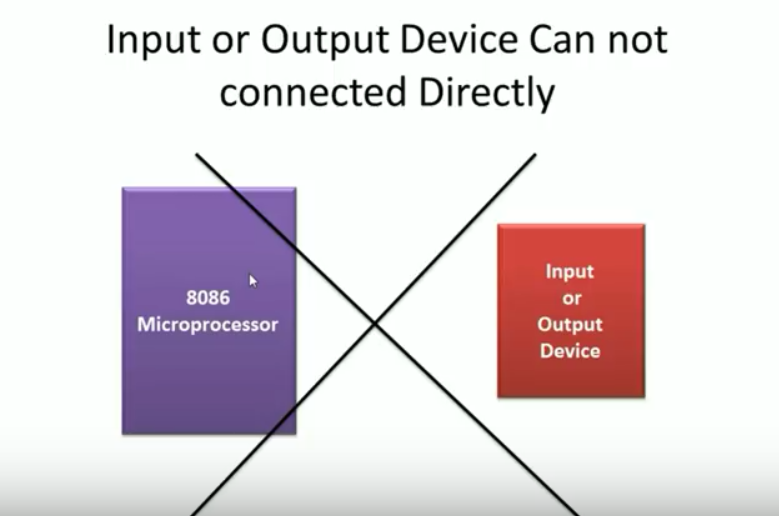 Input or Output Device Can not
connected Directly
8086
Microprocessor
Input
or
Output
Device